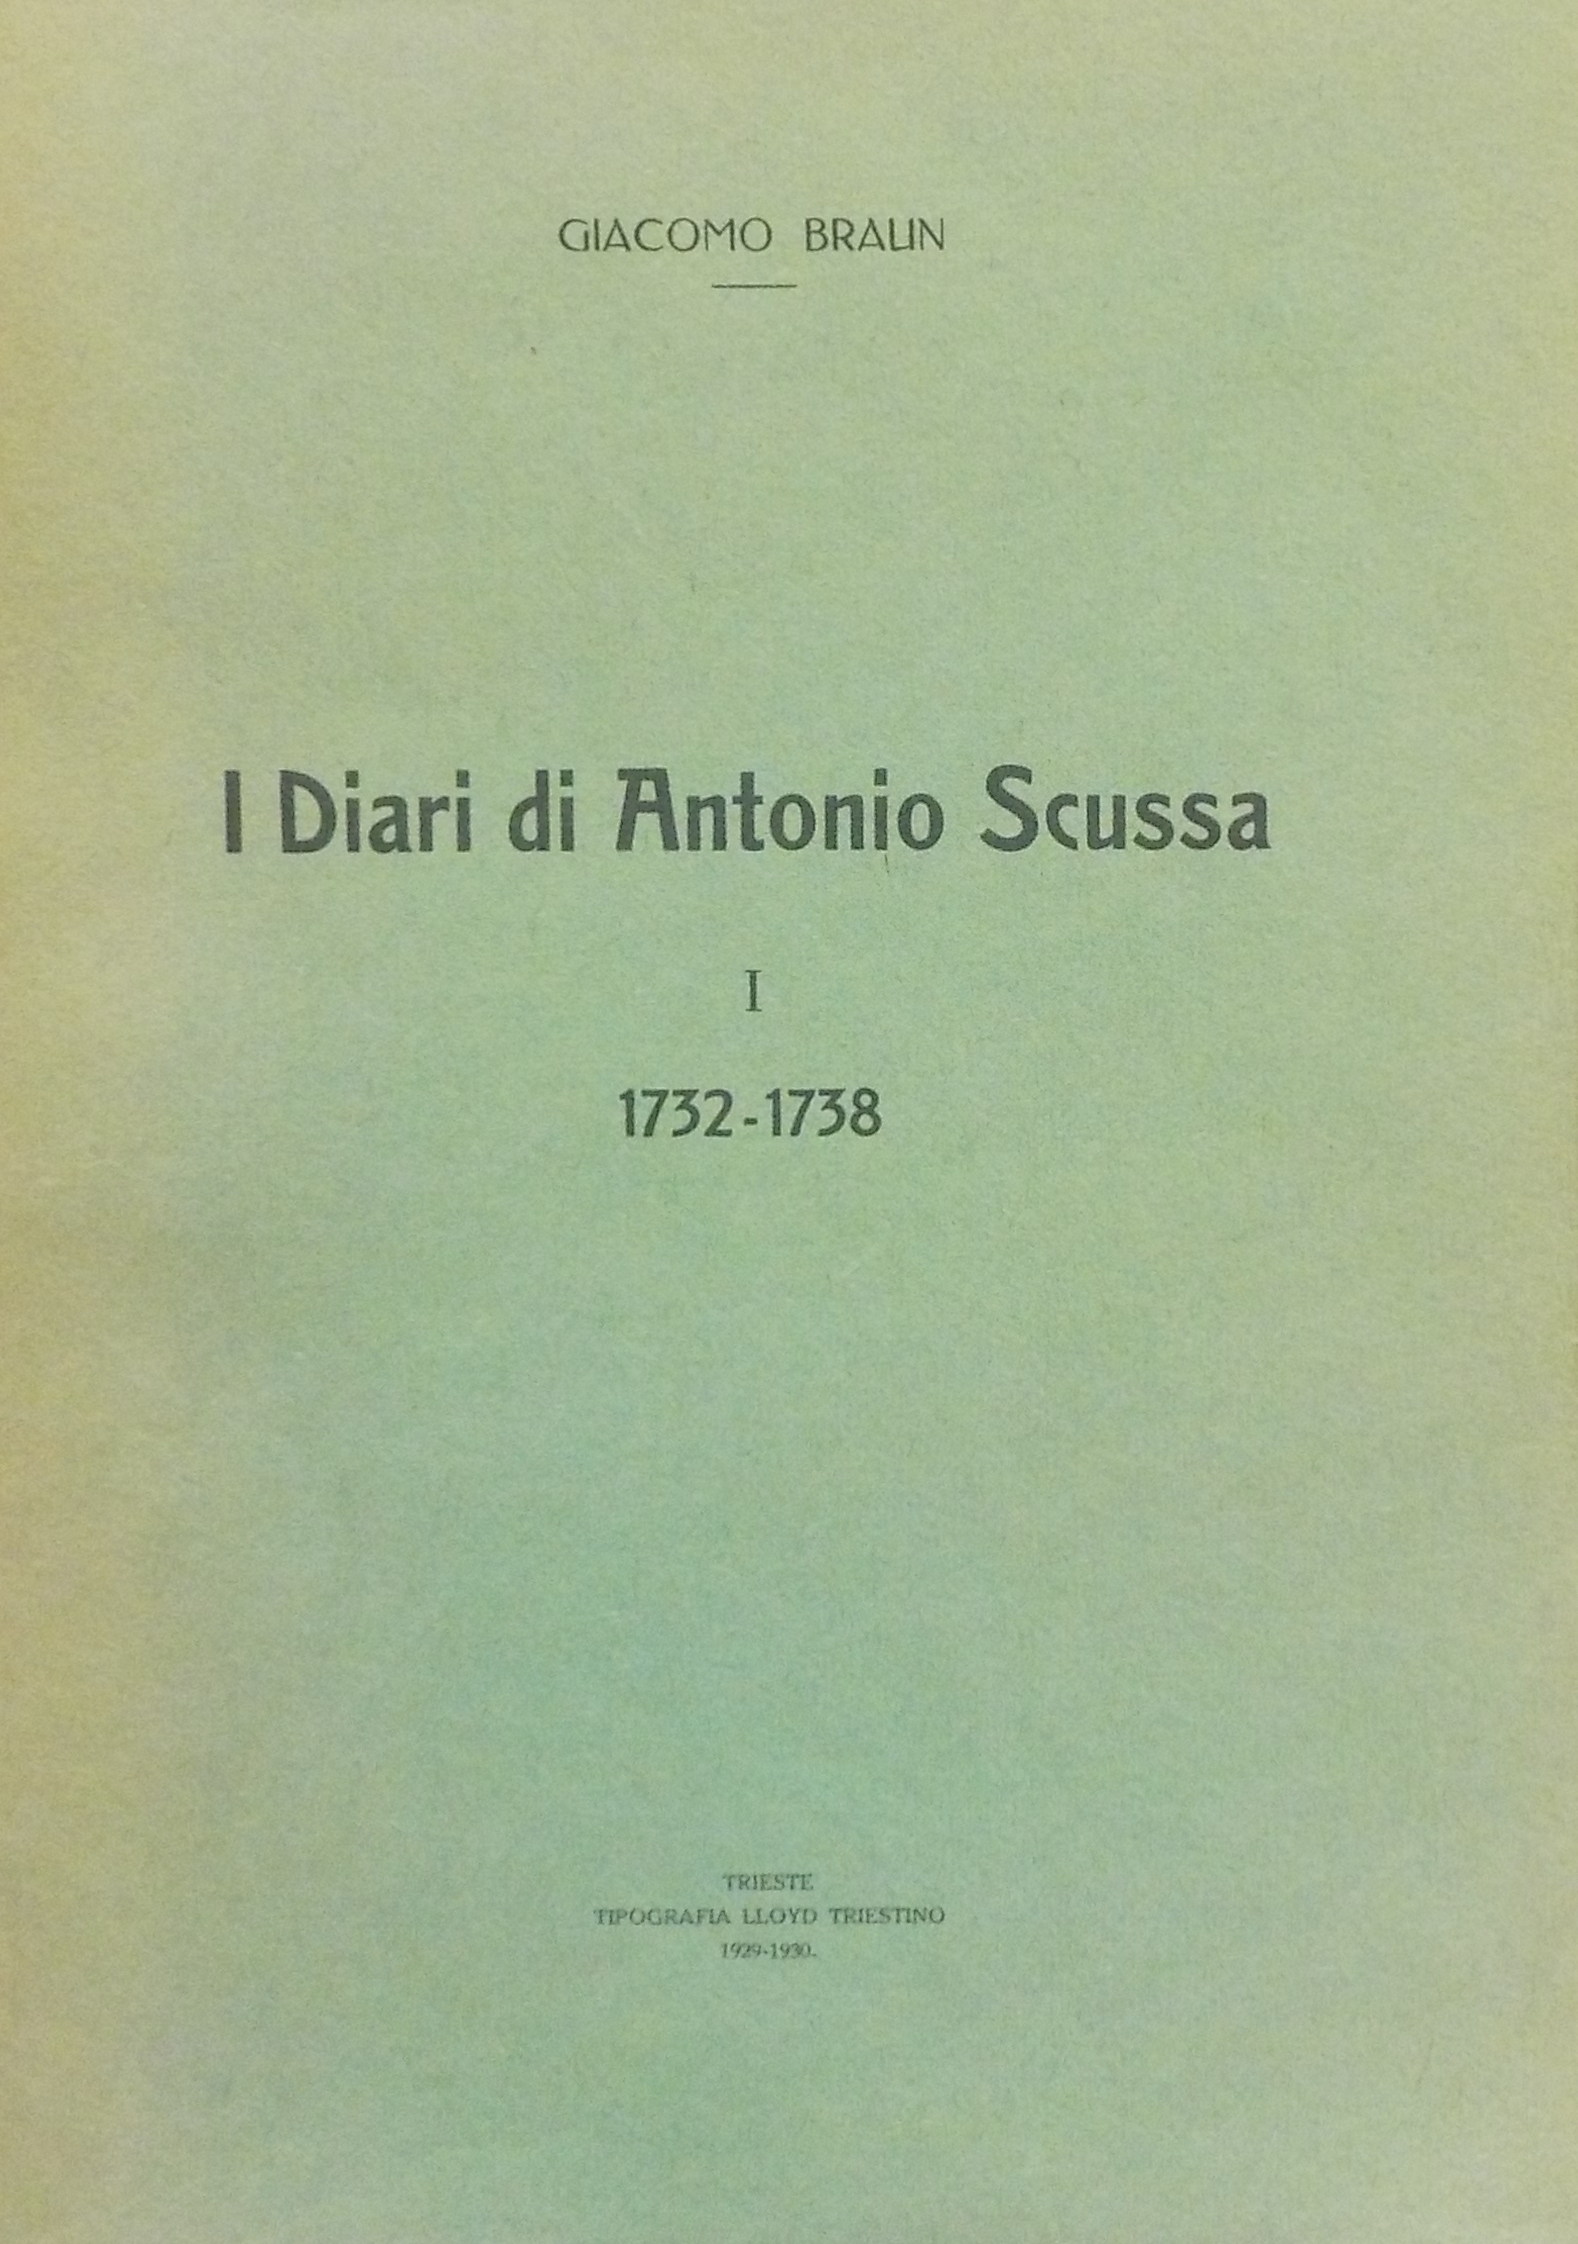 GIACOMO BRAUN
I Diari di Antonio Scussa
I
1732-1738
TRIESTE
TIPOGRAFIA LLOYD TRIESTINO
1929-1930.